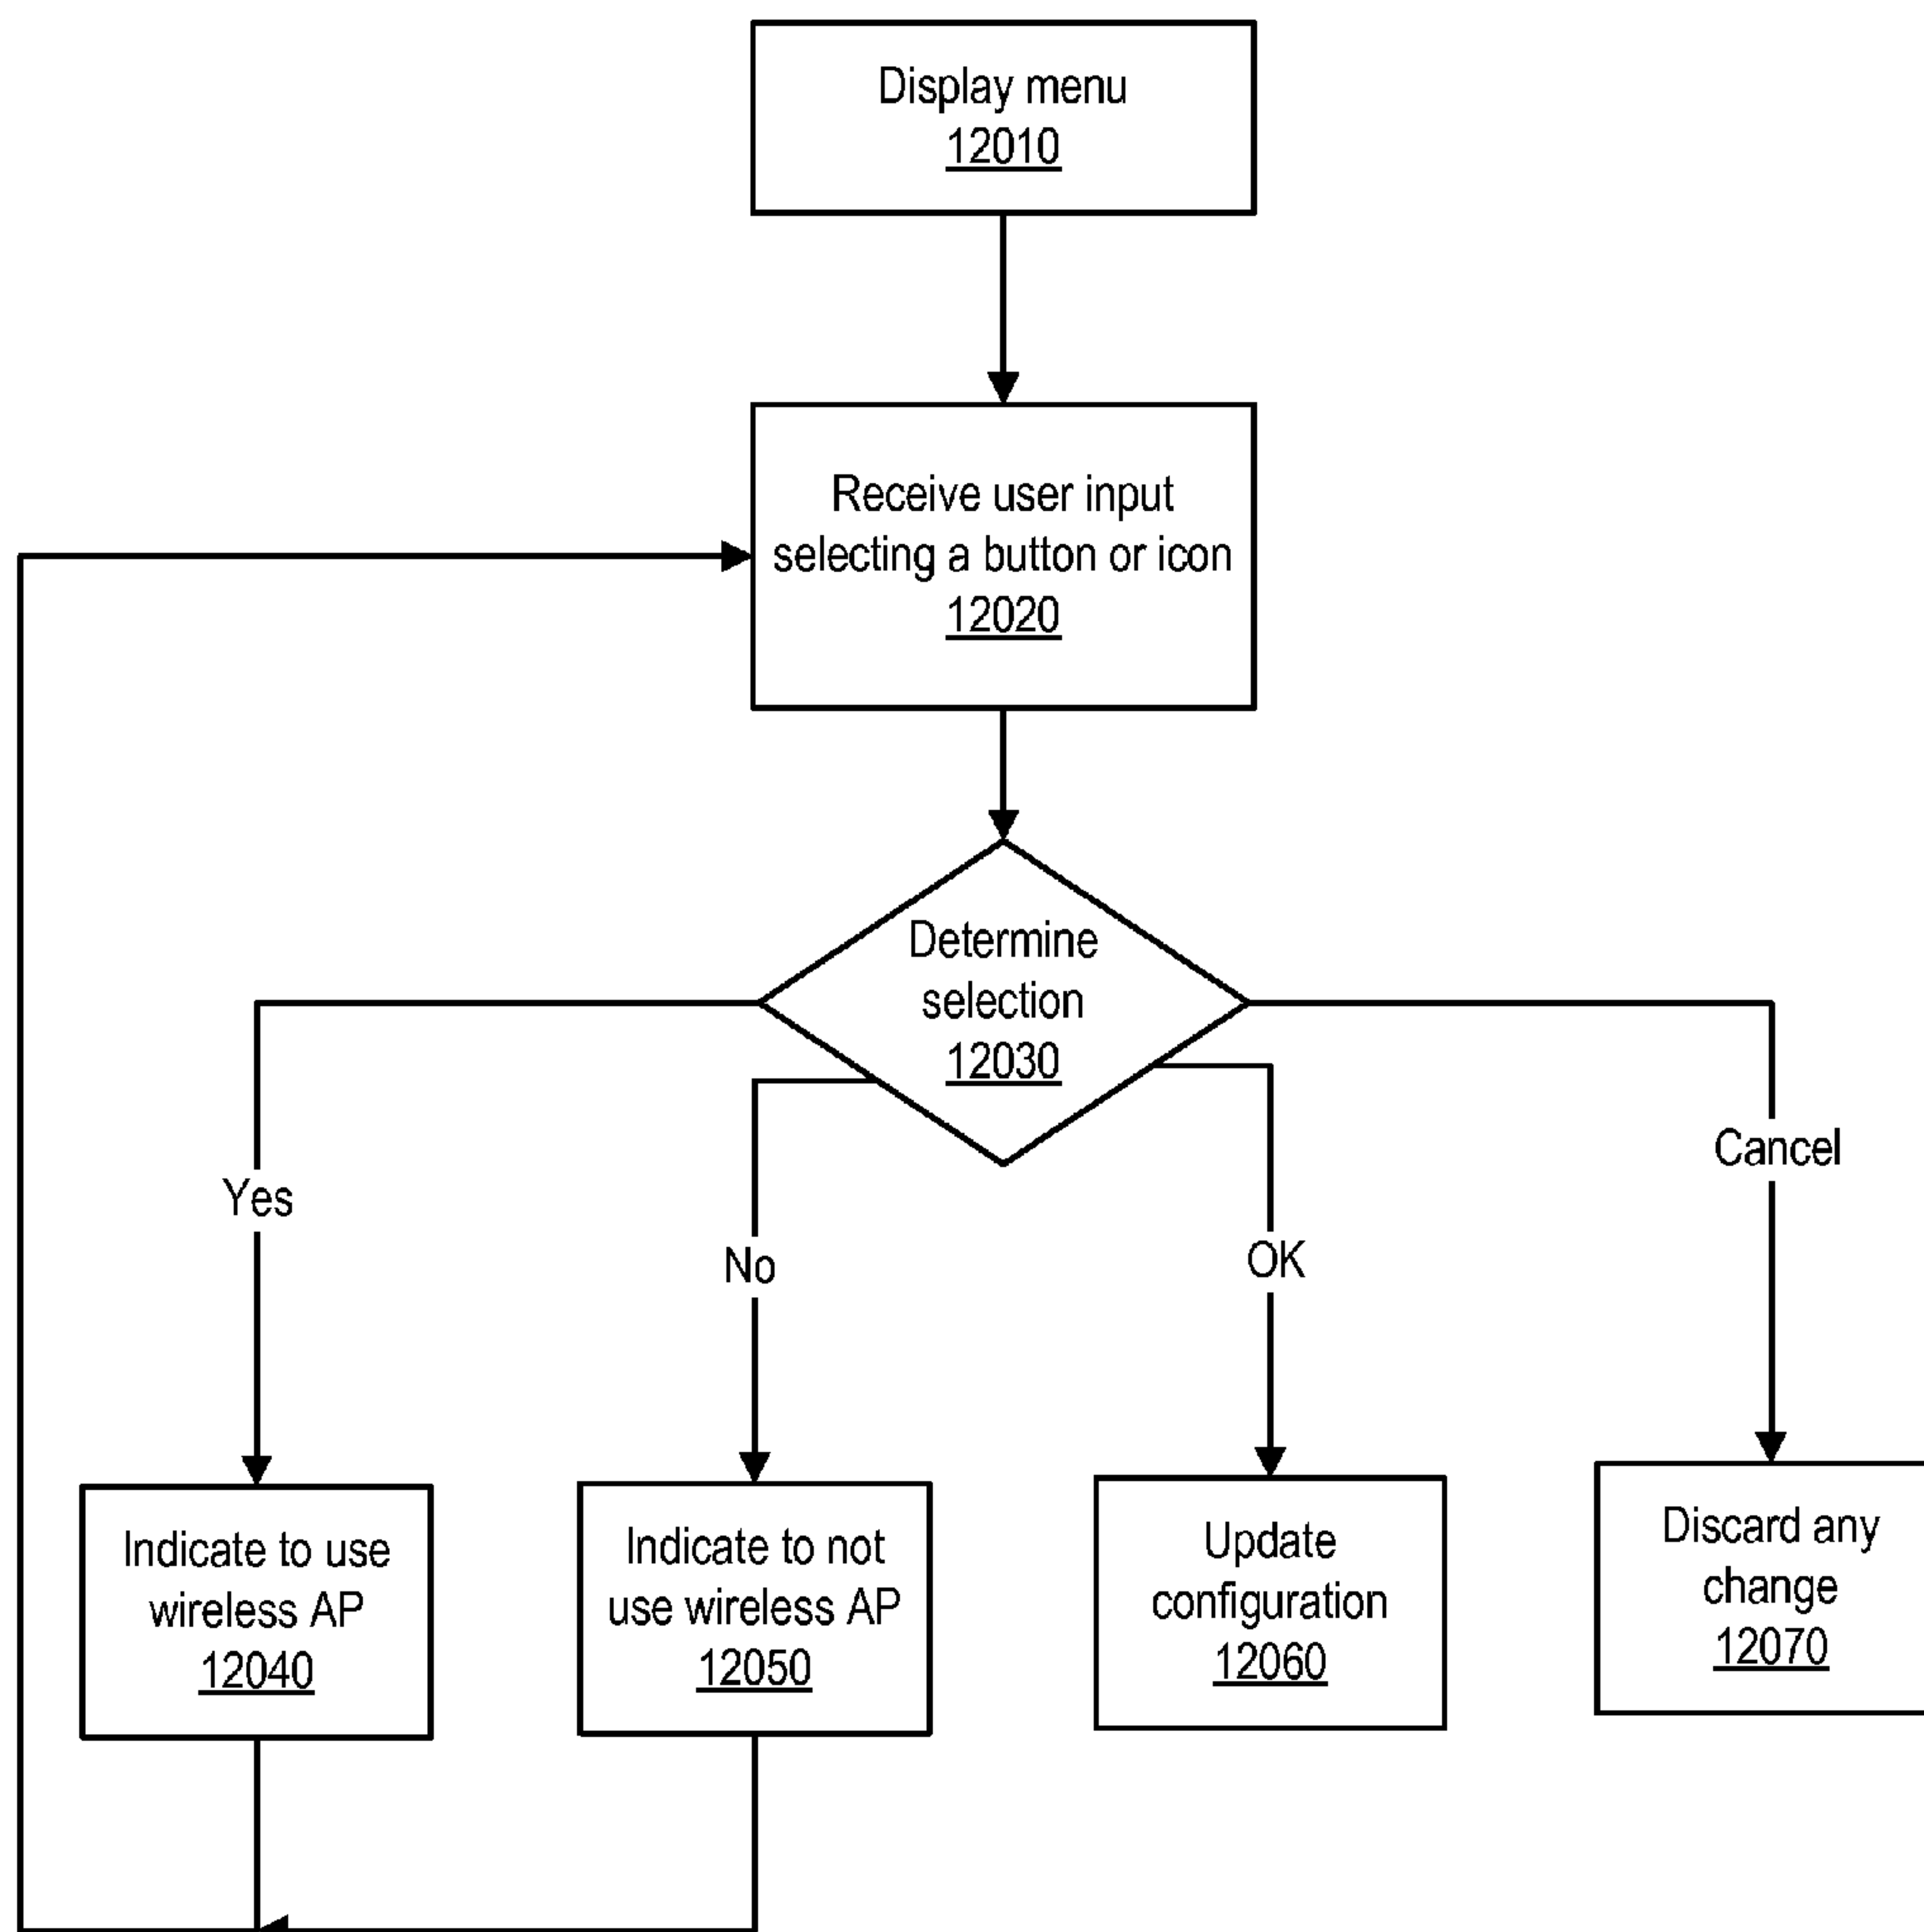 Display menu
12010
Receive user input
selecting a button or icon
12020
Determine
selection
12030
Yes
No
OK
Cancel
Indicate to use
wireless AP
12040
Indicate to not
use wireless AP
12050
Update
configuration
12060
Discard any
change
12070